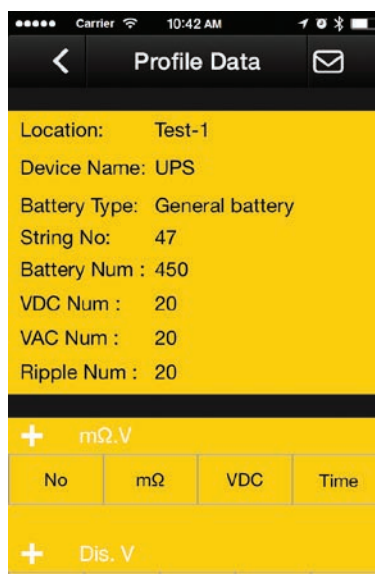 Carrier 10:42 AM
Profile Data
Location: Test-1
Device Name: UPS
Battery Type: General battery
String No: 47
Battery Num : 450
VDC Num : 20
VAC Num : 20
Ripple Num : 20
+ mΩ.V
No mΩ VDC Time
+ Dis. V